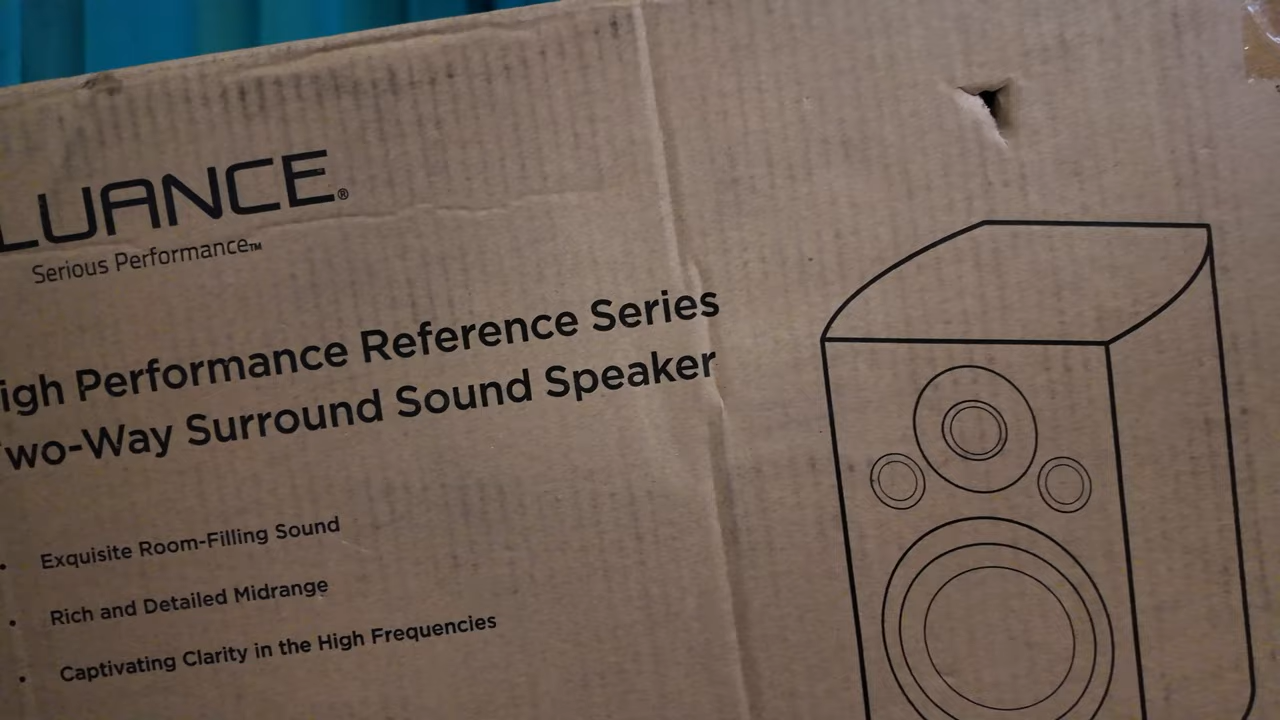 LUANCE®
Serious Performance™
igh Performance Reference Series
wo-Way Surround Sound Speaker
• Exquisite Room-Filling Sound
• Rich and Detailed Midrange
• Captivating Clarity in the High Frequencies